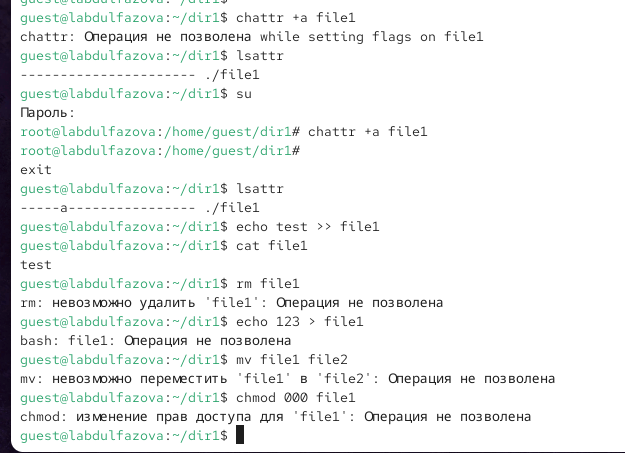 guest@labdulfazova:~/dir1$ chattr +a file1
chattr: Операция не позволена while setting flags on file1
guest@labdulfazova:~/dir1$ lsattr
---------------------- ./file1
guest@labdulfazova:~/dir1$ su
Пароль:
root@labdulfazova:/home/guest/dir1# chattr +a file1
root@labdulfazova:/home/guest/dir1#
exit
guest@labdulfazova:~/dir1$ lsattr
-----a---------------- ./file1
guest@labdulfazova:~/dir1$ echo test >> file1
guest@labdulfazova:~/dir1$ cat file1
test
guest@labdulfazova:~/dir1$ rm file1
rm: невозможно удалить 'file1': Операция не позволена
guest@labdulfazova:~/dir1$ echo 123 > file1
bash: file1: Операция не позволена
guest@labdulfazova:~/dir1$ mv file1 file2
mv: невозможно переместить 'file1' в 'file2': Операция не позволена
guest@labdulfazova:~/dir1$ chmod 000 file1
chmod: изменение прав доступа для 'file1': Операция не позволена
guest@labdulfazova:~/dir1$